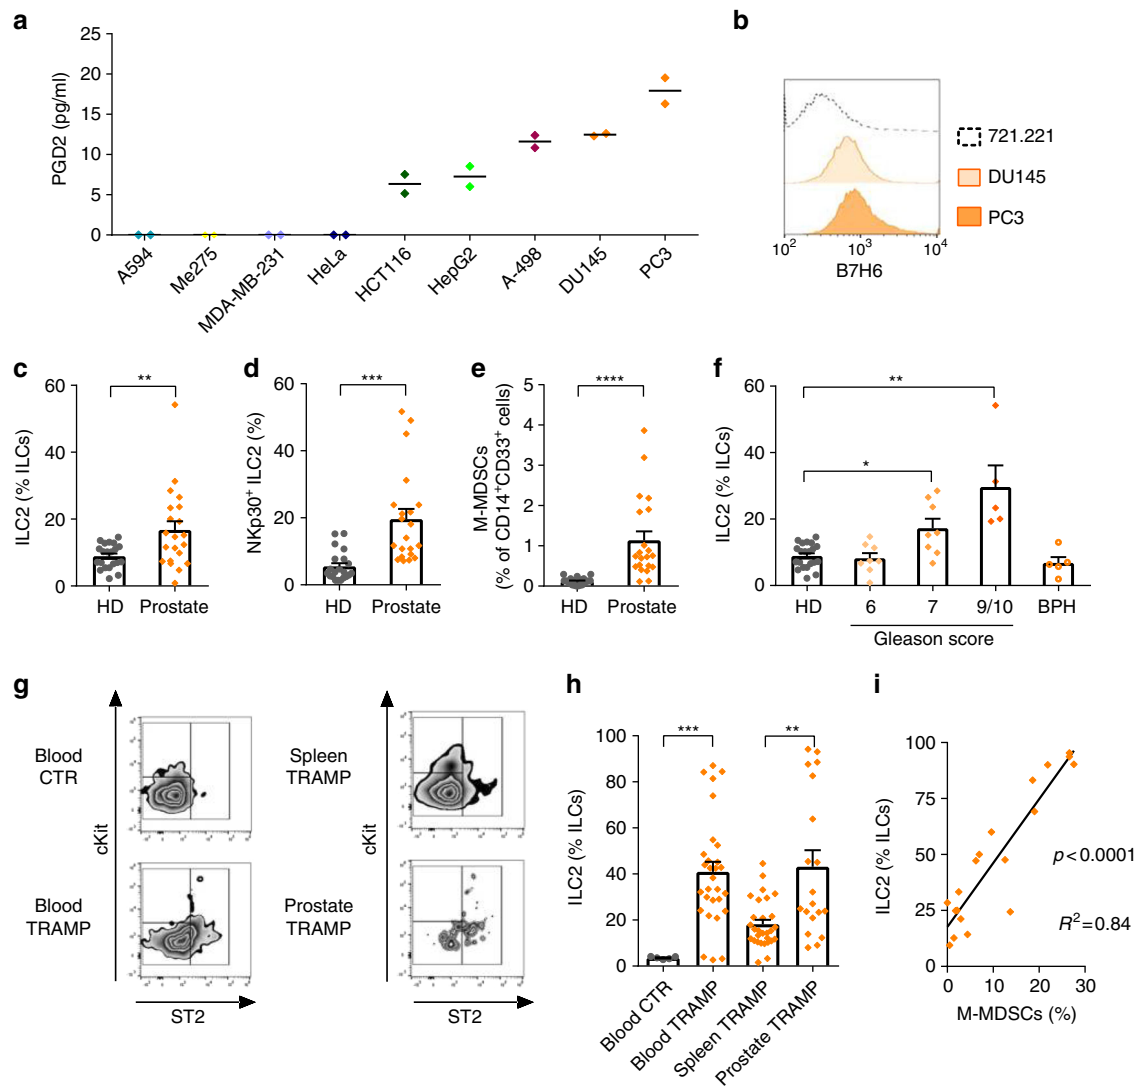 a
PGD2 (pg/ml)
25
20
15
10
5
0
A594
Me275
MDA-MB-231
HeLa
HCT116
HepG2
A-498
DU145
PC3
b
721.221
DU145
PC3
10²
10³
10⁴
B7H6
c
ILC2 (% ILCs)
60
40
20
0
**
HD
Prostate
d
NKp30⁺ ILC2 (%)
60
40
20
0
***
HD
Prostate
e
M-MDSCs
(% of CD14⁺CD33⁺ cells)
5
4
3
2
1
0
****
HD
Prostate
f
ILC2 (% ILCs)
60
40
20
0
**
*
HD
6
7
9/10
BPH
Gleason score
g
Blood
CTR
Spleen
TRAMP
cKit
cKit
Blood
TRAMP
Prostate
TRAMP
ST2
ST2
h
ILC2 (% ILCs)
100
80
60
40
20
0
***
**
Blood CTR
Blood TRAMP
Spleen TRAMP
Prostate TRAMP
i
ILC2 (% ILCs)
100
75
50
25
0
p<0.0001
R²=0.84
0
10
20
30
M-MDSCs (%)